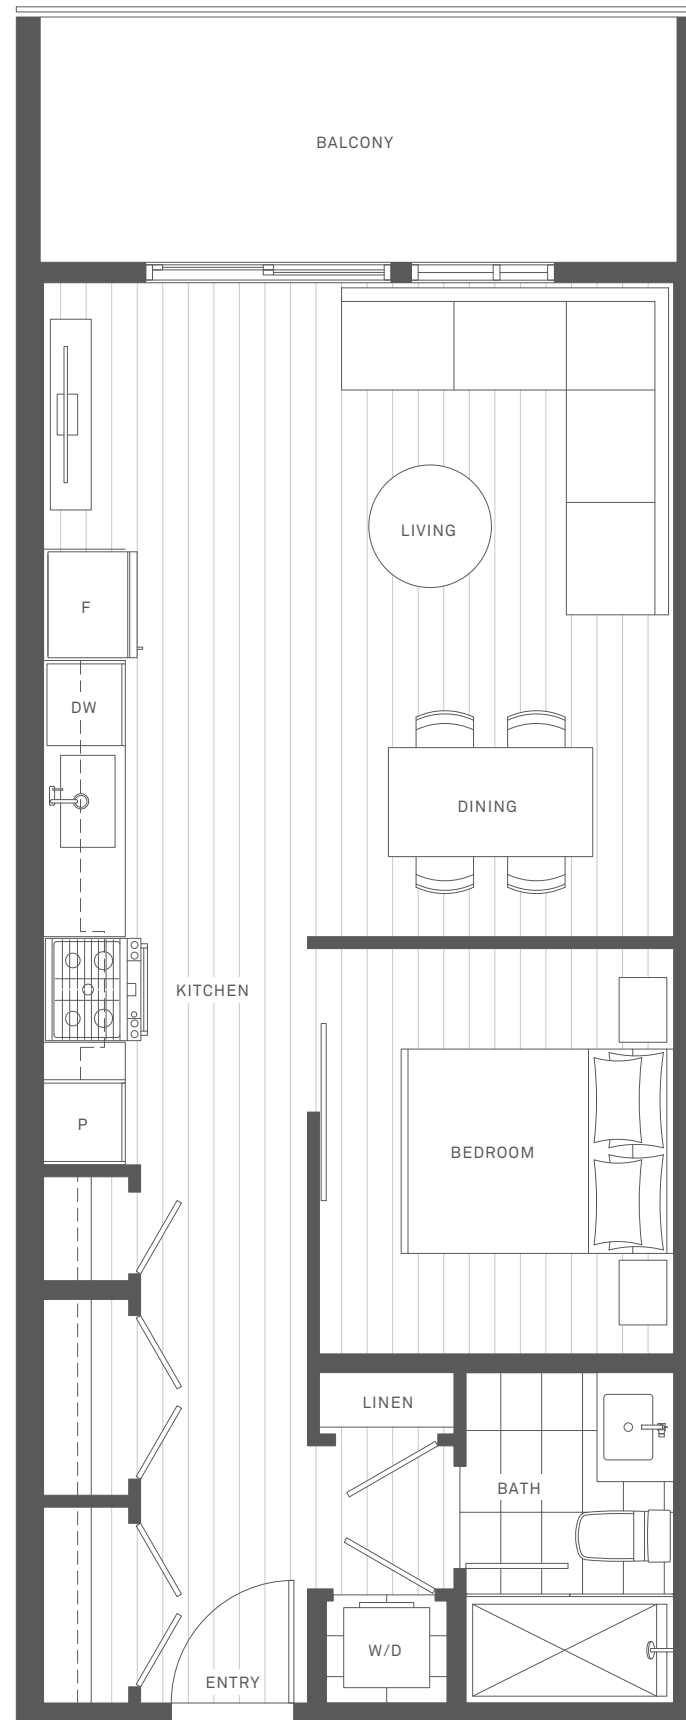 BALCONY
LIVING
F
DW
DINING
KITCHEN
P
BEDROOM
LINEN
BATH
W/D
ENTRY